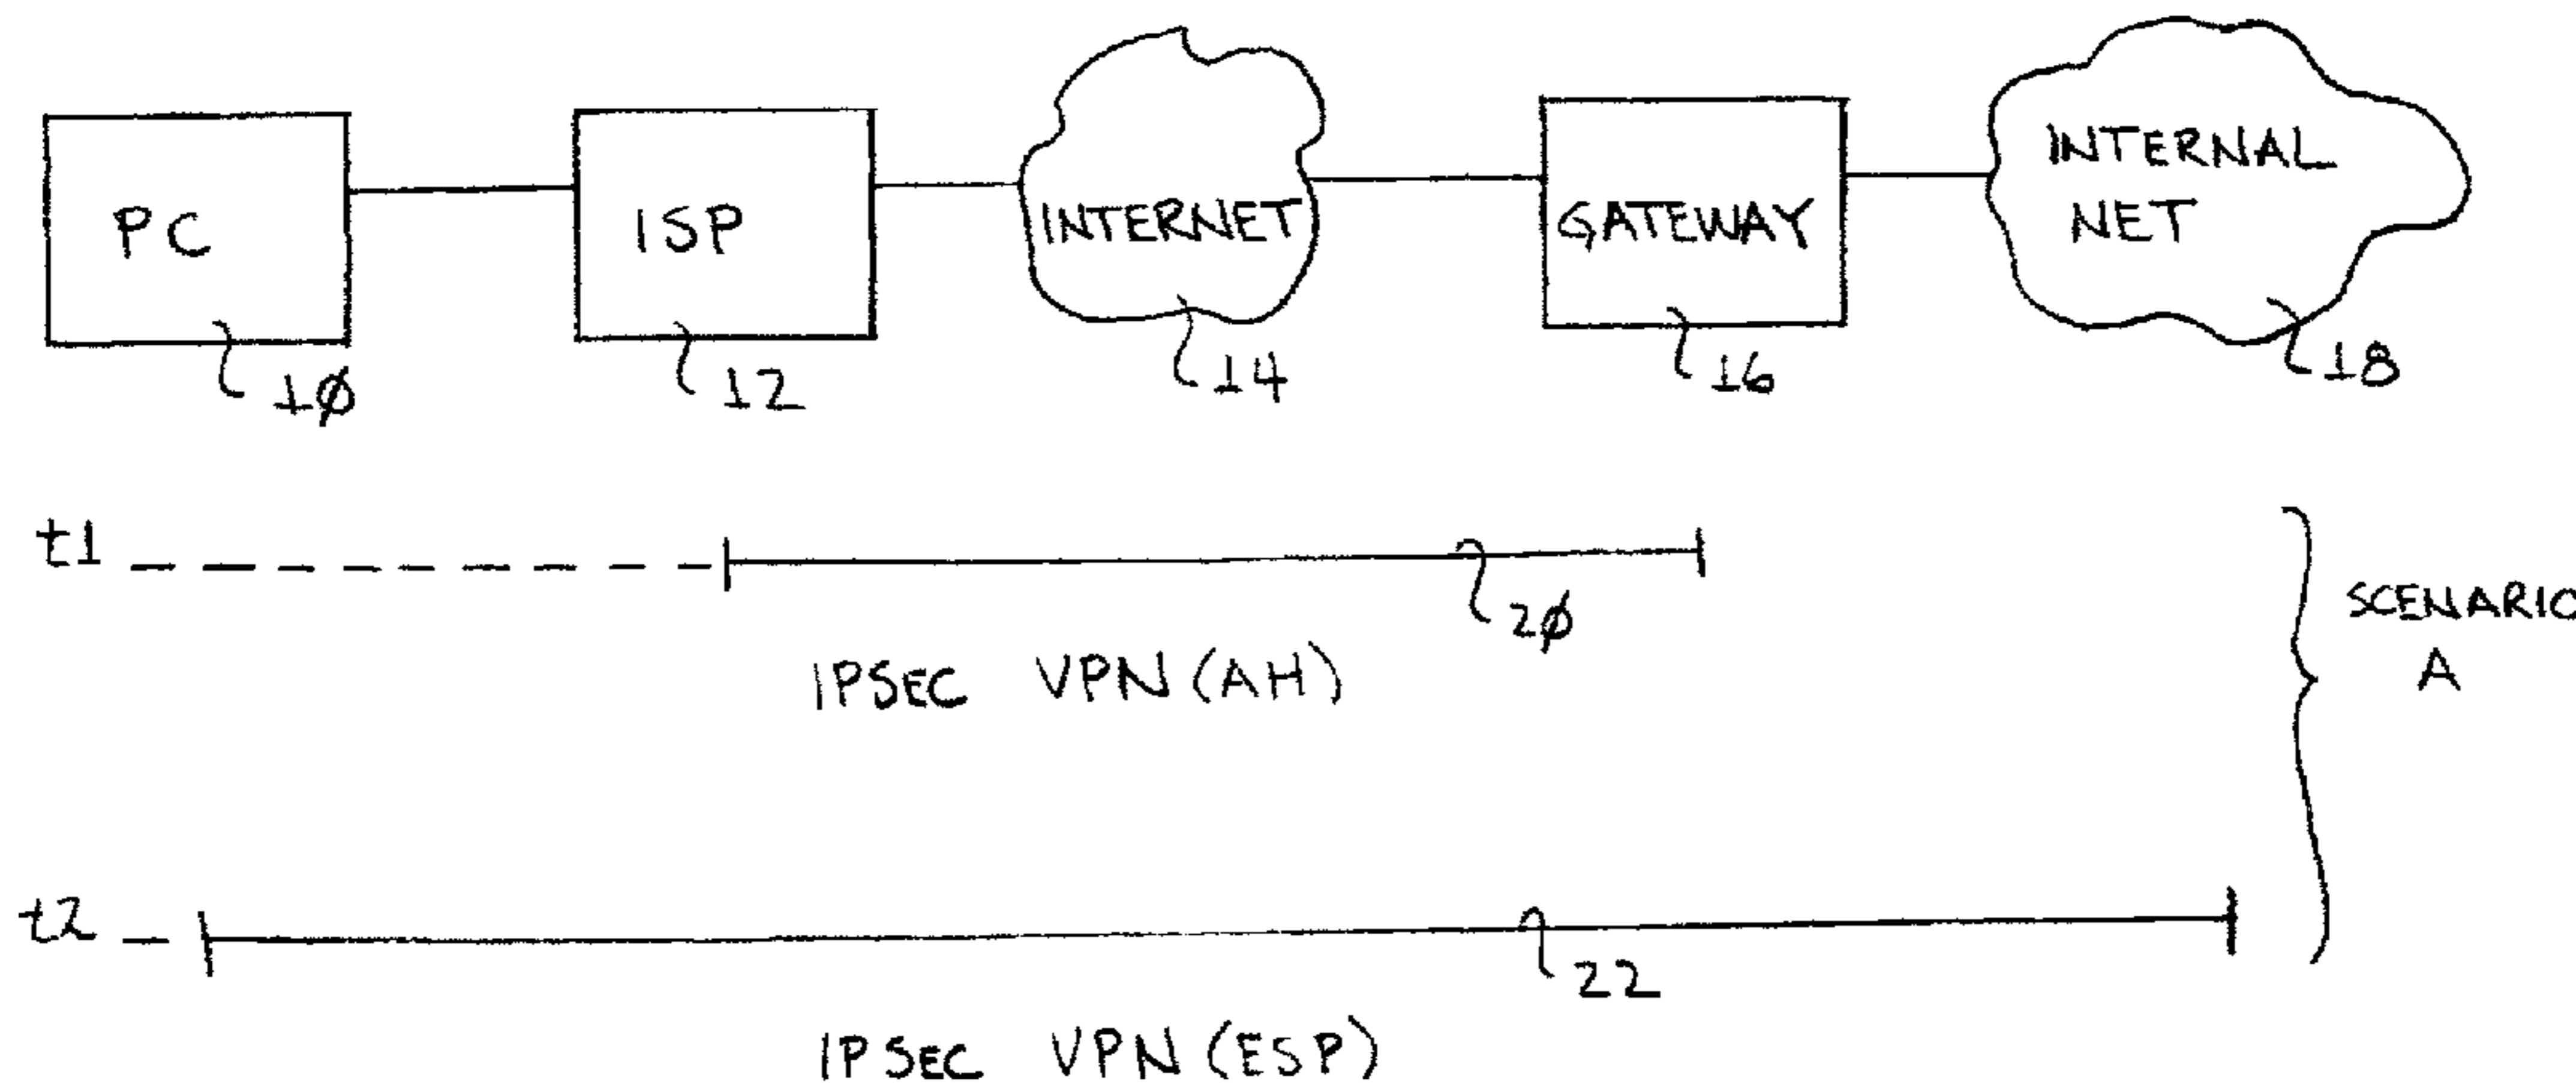 PC
ISP
INTERNET
GATEWAY
INTERNAL
NET
1Ø
12
14
16
18
t1
2Ø
IPSEC VPN (AH)
SCENARIO
A
t2
22
IPSEC VPN (ESP)